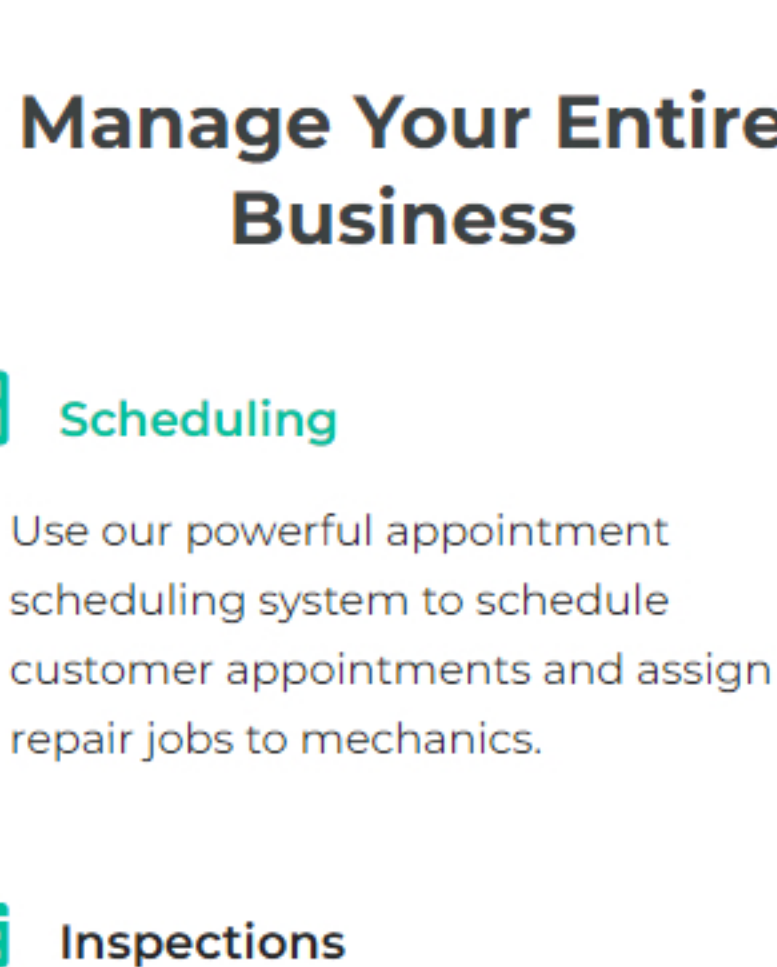 Manage Your Entire
Business
Scheduling
Use our powerful appointment
scheduling system to schedule
customer appointments and assign
repair jobs to mechanics.
Inspections